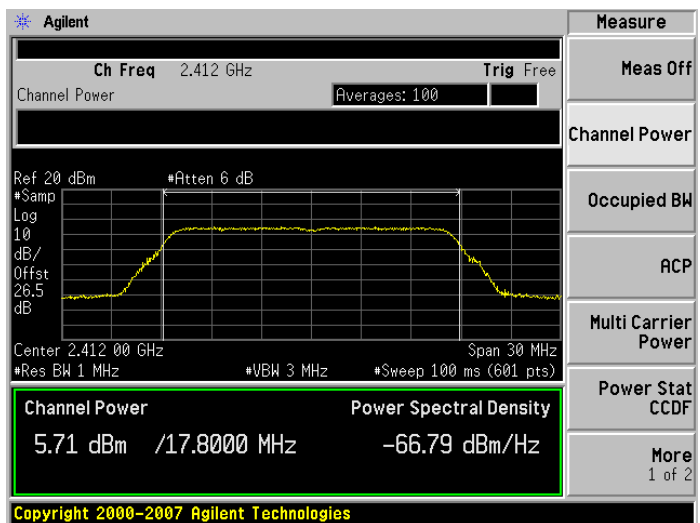 Agilent
Measure
Ch Freq 2.412 GHz Trig Free
Channel Power Averages: 100
Meas Off
Channel Power
Occupied BW
ACP
Multi Carrier
Power
Power Stat
CCDF
More
1 of 2
Ref 20 dBm #Atten 6 dB
#Samp
Log
10
dB/
Offst
26.5
dB
Center 2.412 00 GHz Span 30 MHz
#Res BW 1 MHz #VBW 3 MHz #Sweep 100 ms (601 pts)
Channel Power Power Spectral Density
5.71 dBm /17.8000 MHz -66.79 dBm/Hz
Copyright 2000-2007 Agilent Technologies